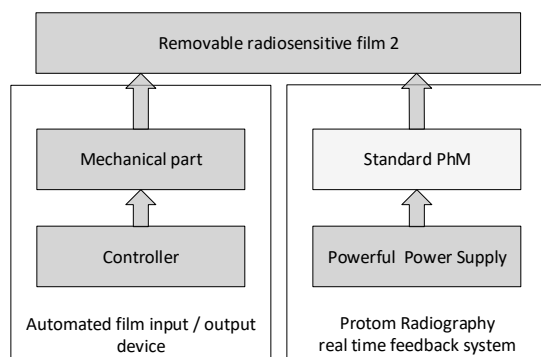 Removable radiosensitive film 2
Mechanical part
Standard PhM
Controller
Powerful Power Supply
Automated film input / output
device
Protom Radiography
real time feedback system